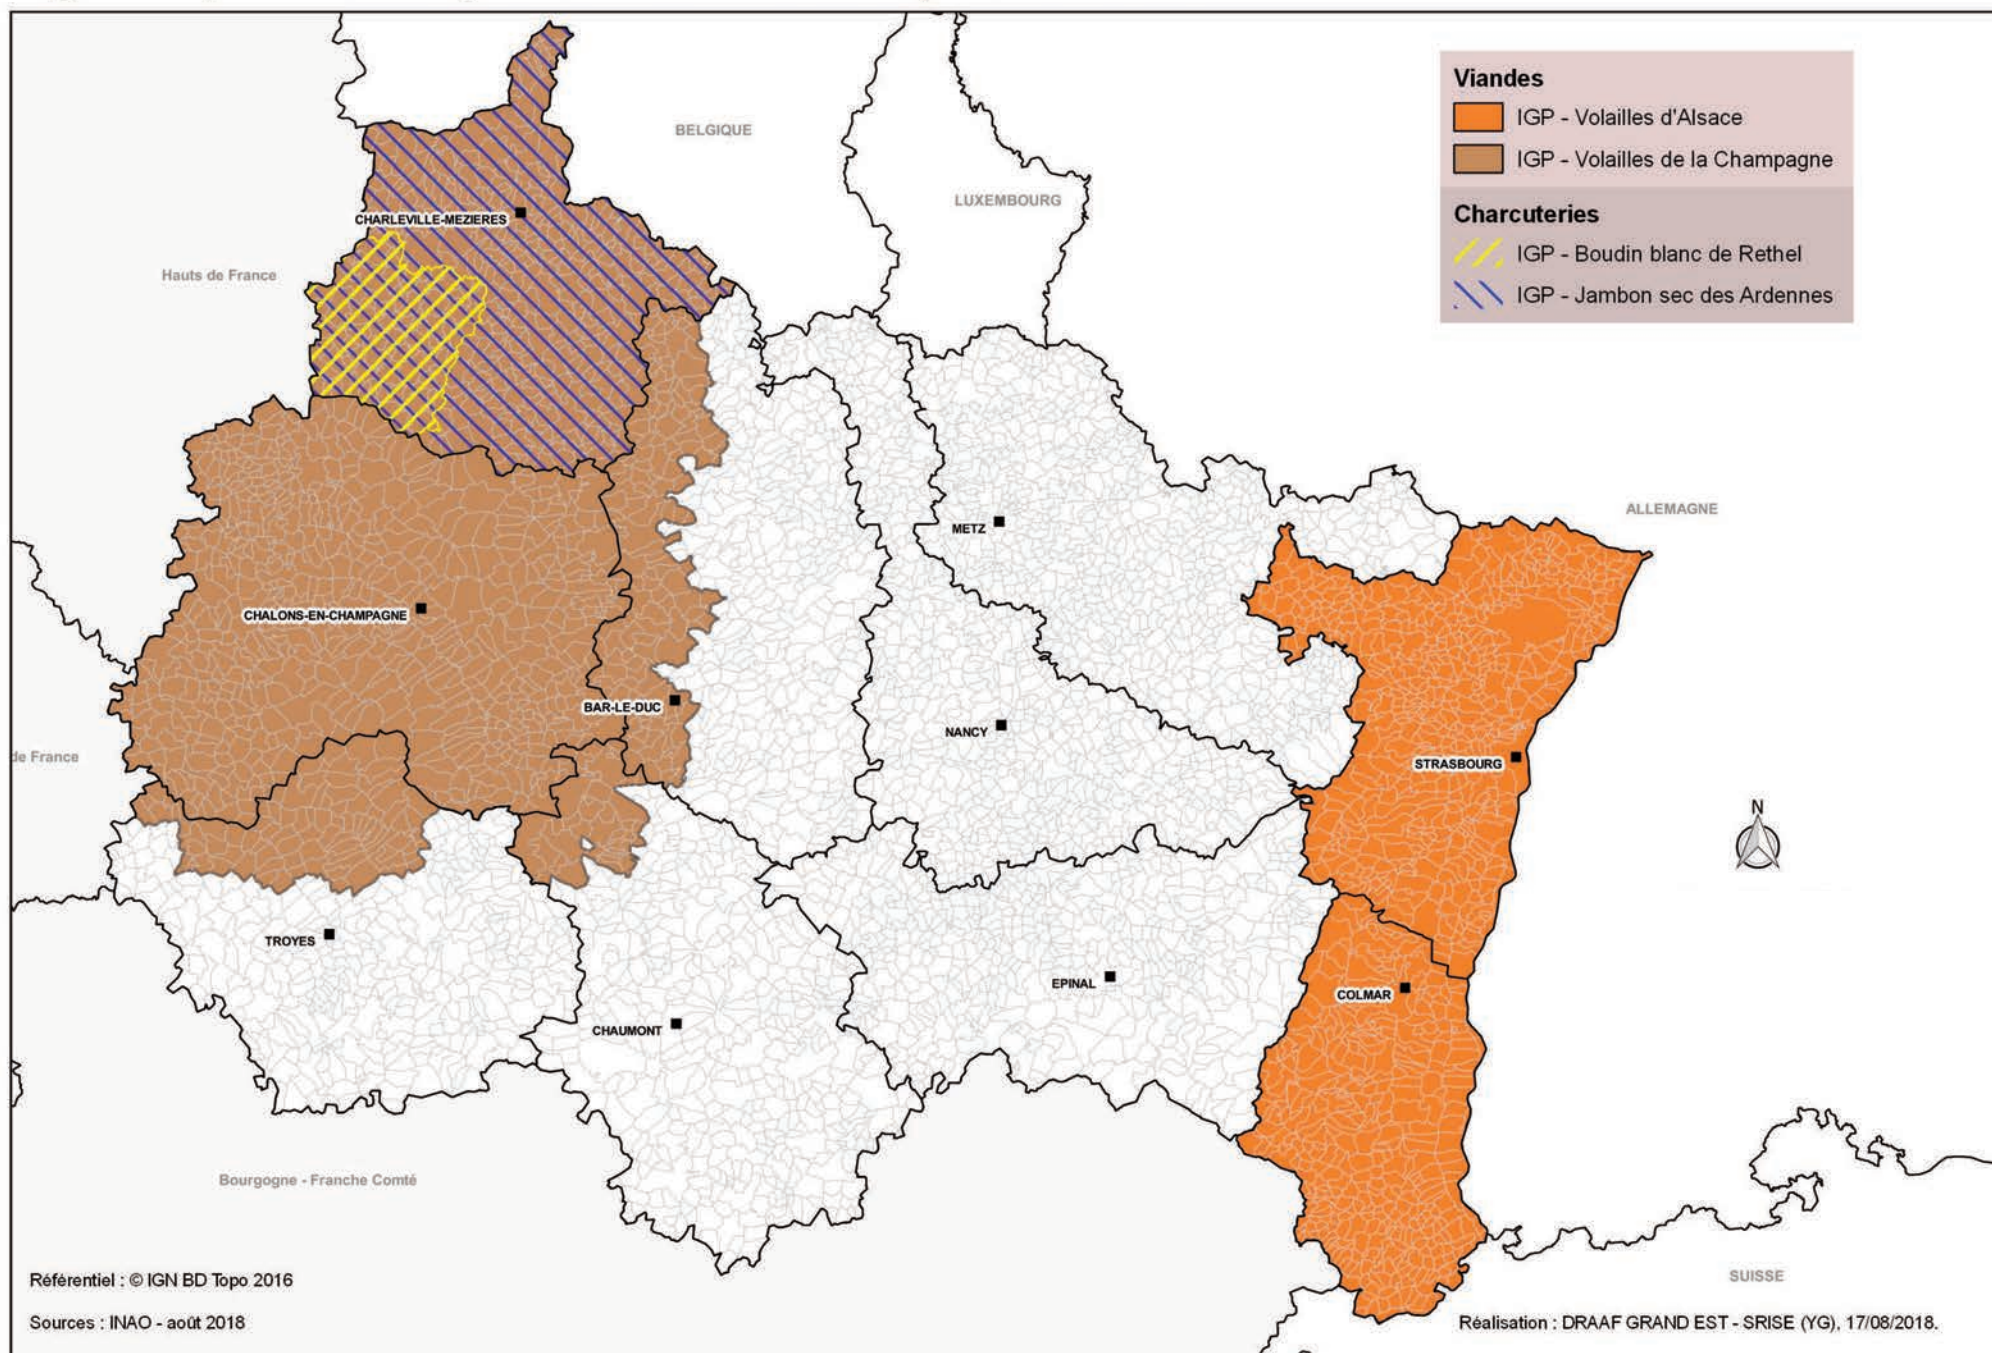 Viandes
IGP - Volailles d'Alsace
IGP - Volailles de la Champagne
Charcuteries
IGP - Boudin blanc de Rethel
IGP - Jambon sec des Ardennes
BELGIQUE
LUXEMBOURG
CHARLEVILLE-MEZIERES
Hauts de France
ALLEMAGNE
METZ
CHALONS-EN-CHAMPAGNE
BAR-LE-DUC
NANCY
de France
STRASBOURG
N
TROYES
EPINAL
COLMAR
CHAUMONT
Bourgogne - Franche Comté
SUISSE
Référentiel : © IGN BD Topo 2016
Sources : INAO - août 2018
Réalisation : DRAAF GRAND EST - SRISE (YG), 17/08/2018.